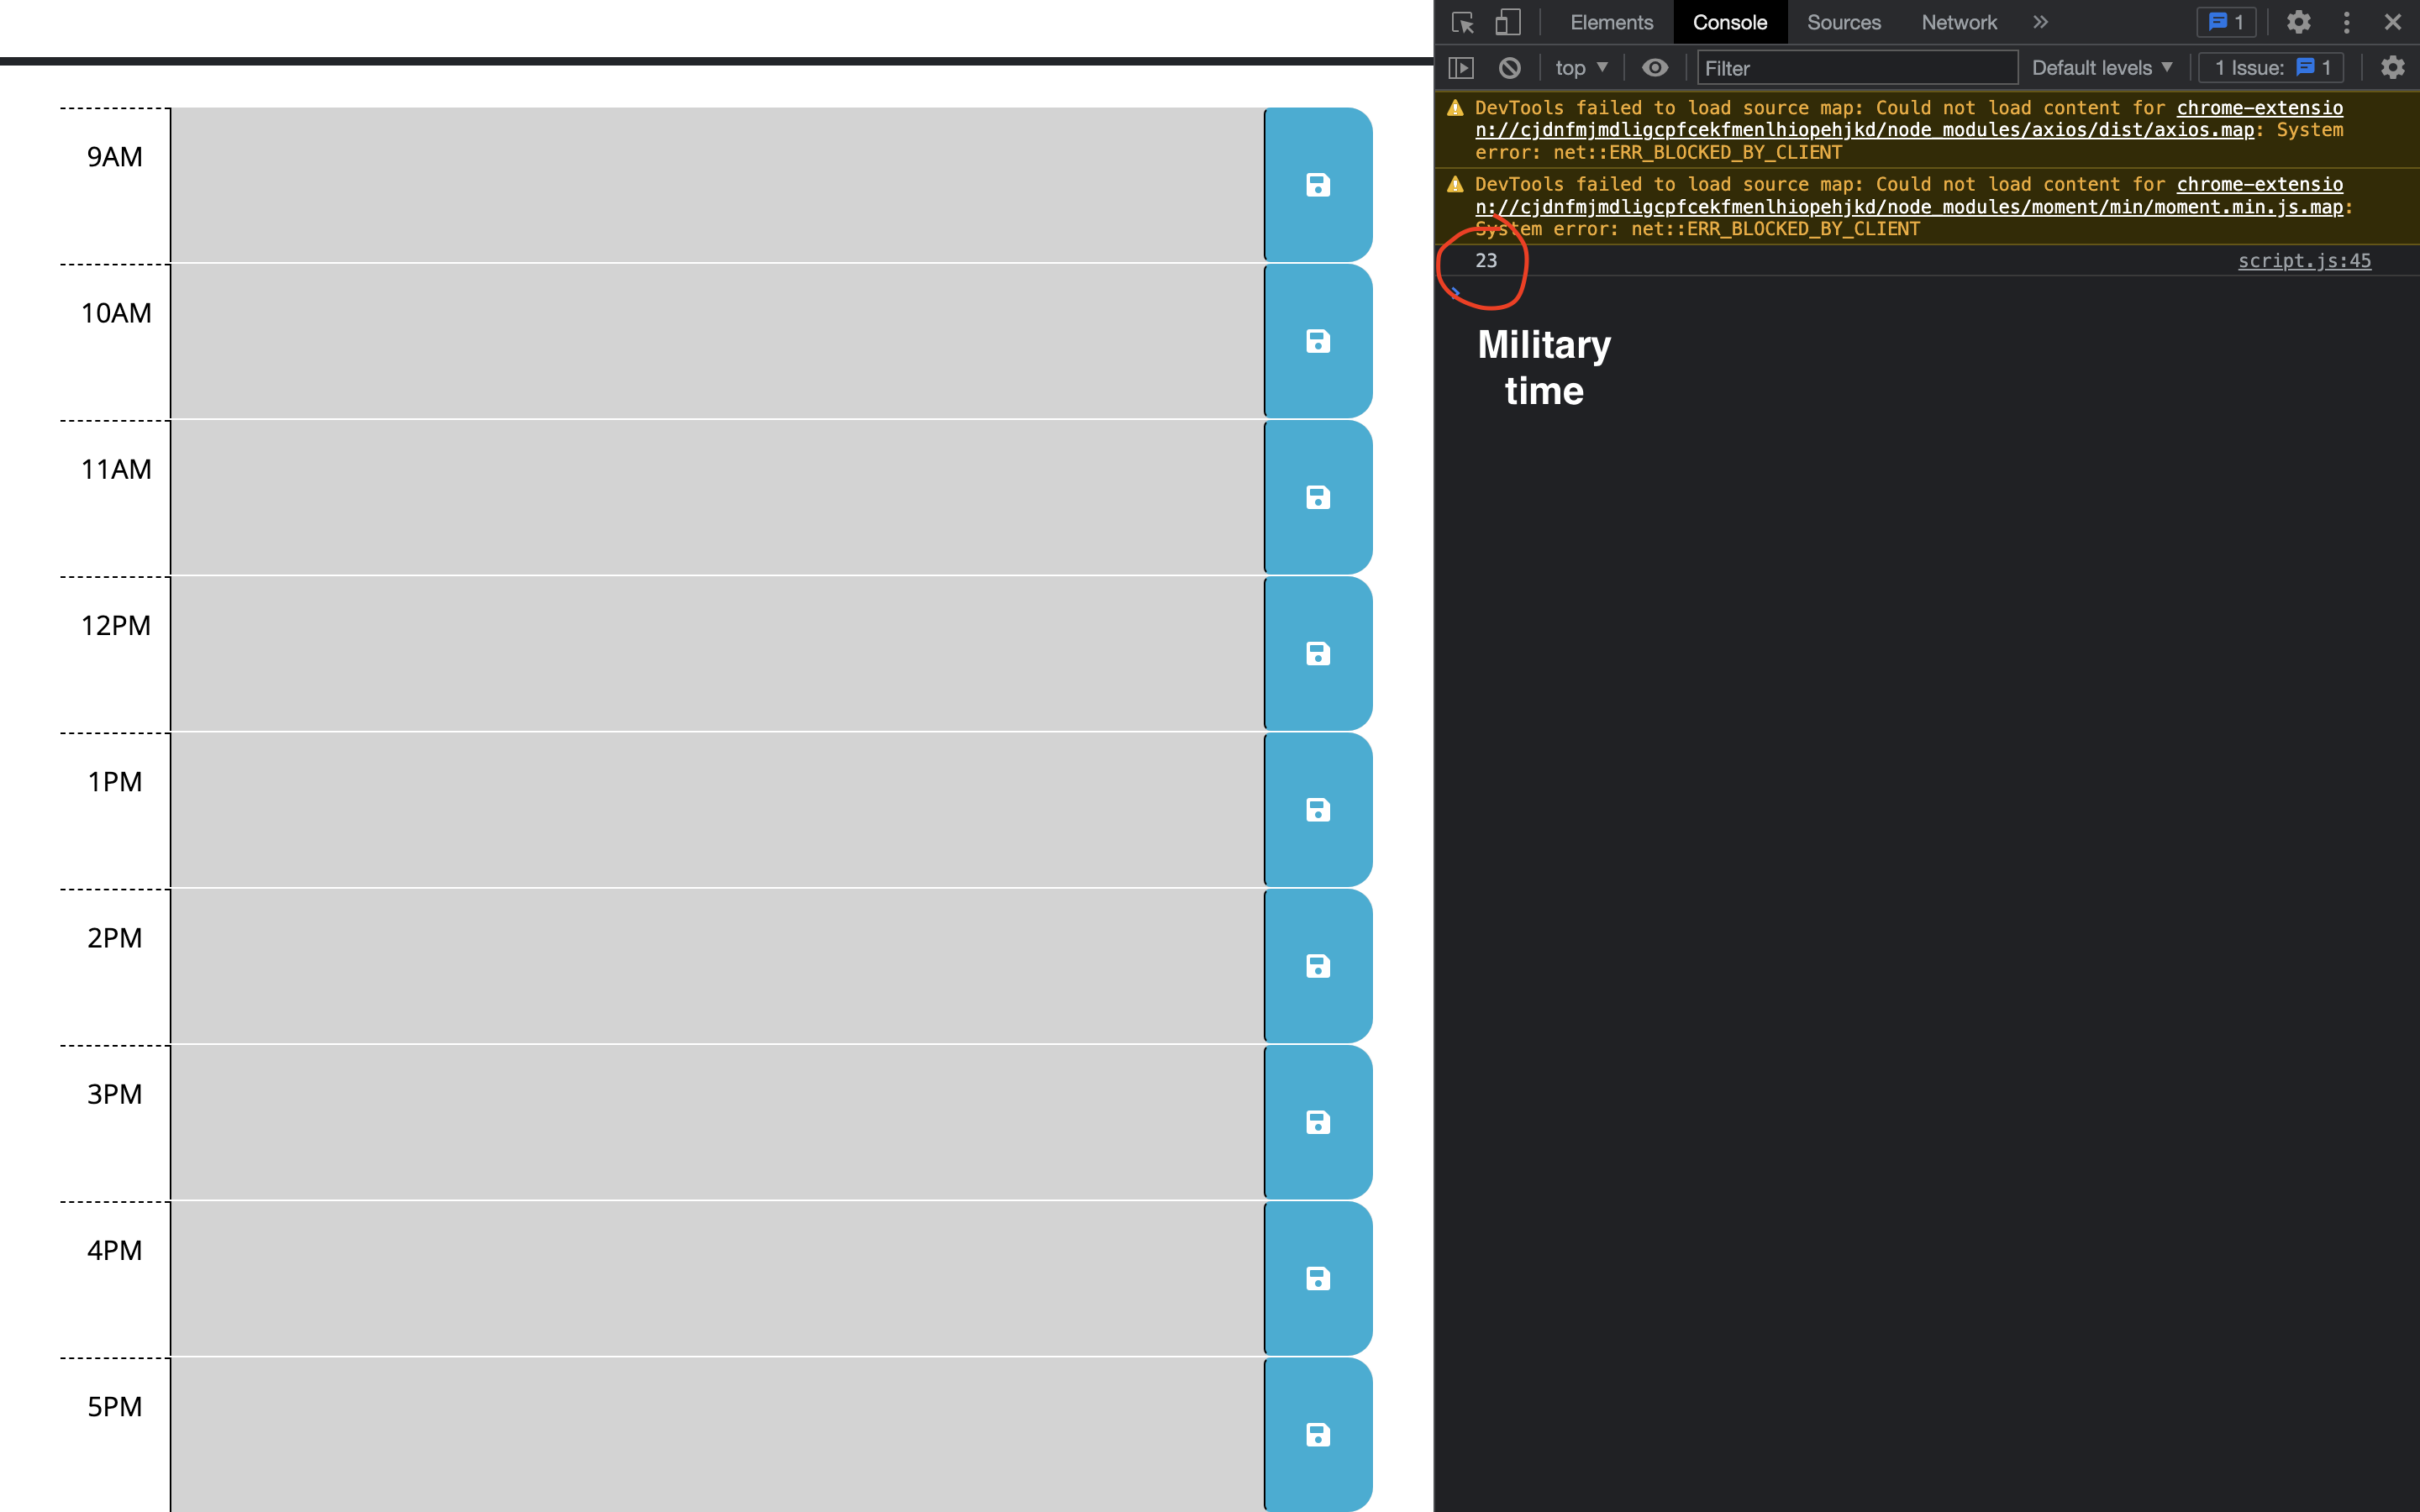 9AM
10AM
11AM
12PM
1PM
2PM
3PM
4PM
5PM
Elements Console Sources Network 1
top Filter Default levels 1 Issue: 1
DevTools failed to load source map: Could not load content for chrome-extensio
n://cjdnfmjmdligcpfcekfmenlhiopehjkd/node_modules/axios/dist/axios.map: System
error: net::ERR_BLOCKED_BY_CLIENT
DevTools failed to load source map: Could not load content for chrome-extensio
n://cjdnfmjmdligcpfcekfmenlhiopehjkd/node_modules/moment/min/moment.min.js.map:
System error: net::ERR_BLOCKED_BY_CLIENT
23 script.js:45
Military
time